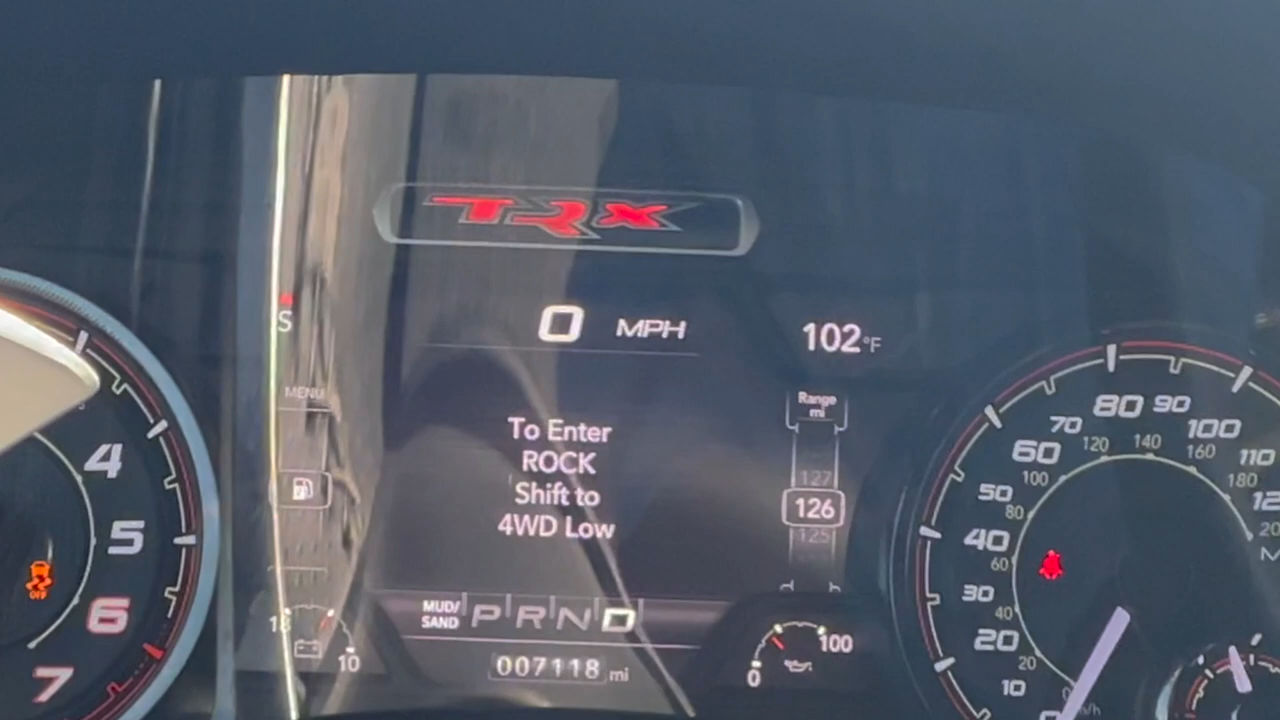 TRX
0 MPH
102°F
S
MENU
To Enter
ROCK
Shift to
4WD Low
Range
mi
127
126
125
MUD/
SAND
P R N D
007118 mi
10
0
100
4
5
6
7
OFF
0
10
20
30
40
50
60
70
80
90
100
110
20
40
60
80
100
120
140
160
180